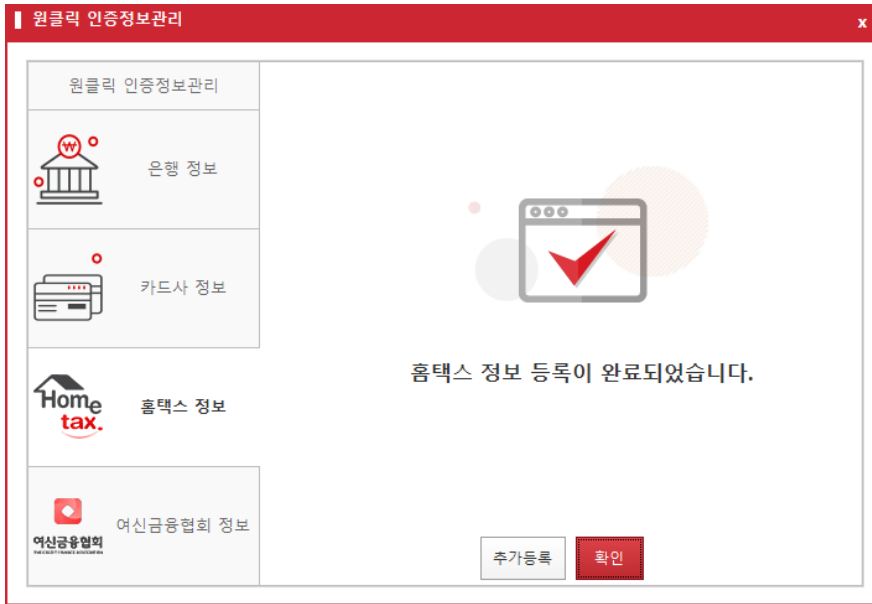 원클릭 인증정보관리
x
원클릭 인증정보관리
은행 정보
카드사 정보
Home
tax.
홈택스 정보
여신금융협회
여신금융협회 정보
홈택스 정보 등록이 완료되었습니다.
추가등록
확인